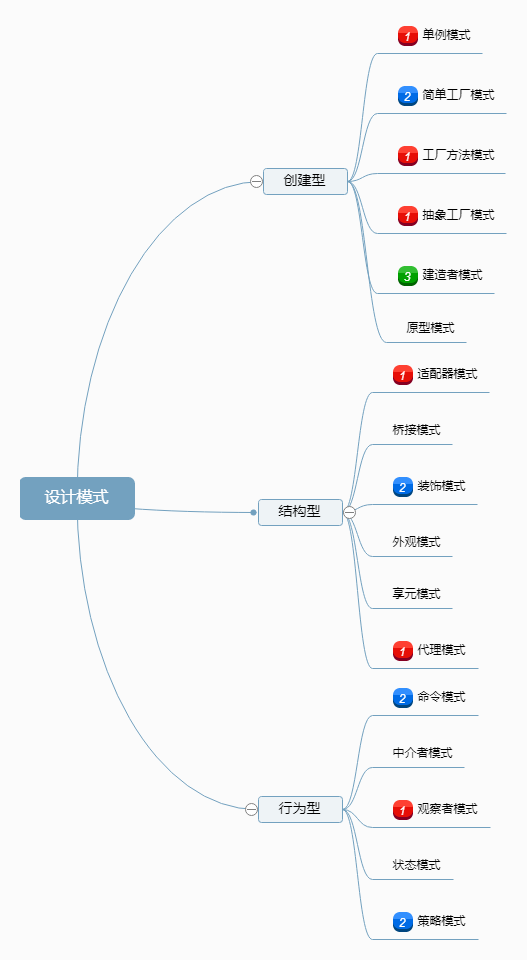 1 单例模式
2 简单工厂模式
1 工厂方法模式
创建型
1 抽象工厂模式
3 建造者模式
原型模式
1 适配器模式
桥接模式
设计模式
2 装饰模式
结构型
外观模式
享元模式
1 代理模式
2 命令模式
中介者模式
行为型
1 观察者模式
状态模式
2 策略模式